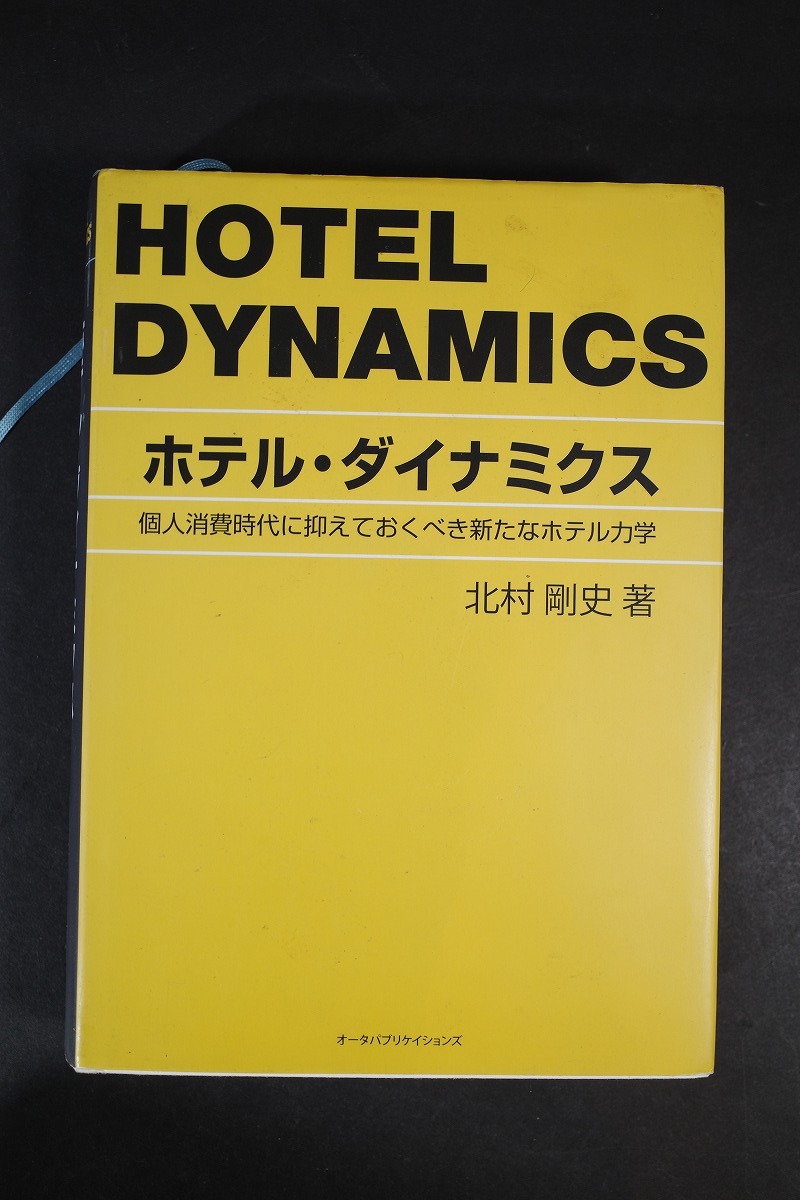 HOTEL
DYNAMICS
ホテル・ダイナミクス
個人消費時代に抑えておくべき新たなホテル力学
北村 剛史 著
オータパブリケイションズ